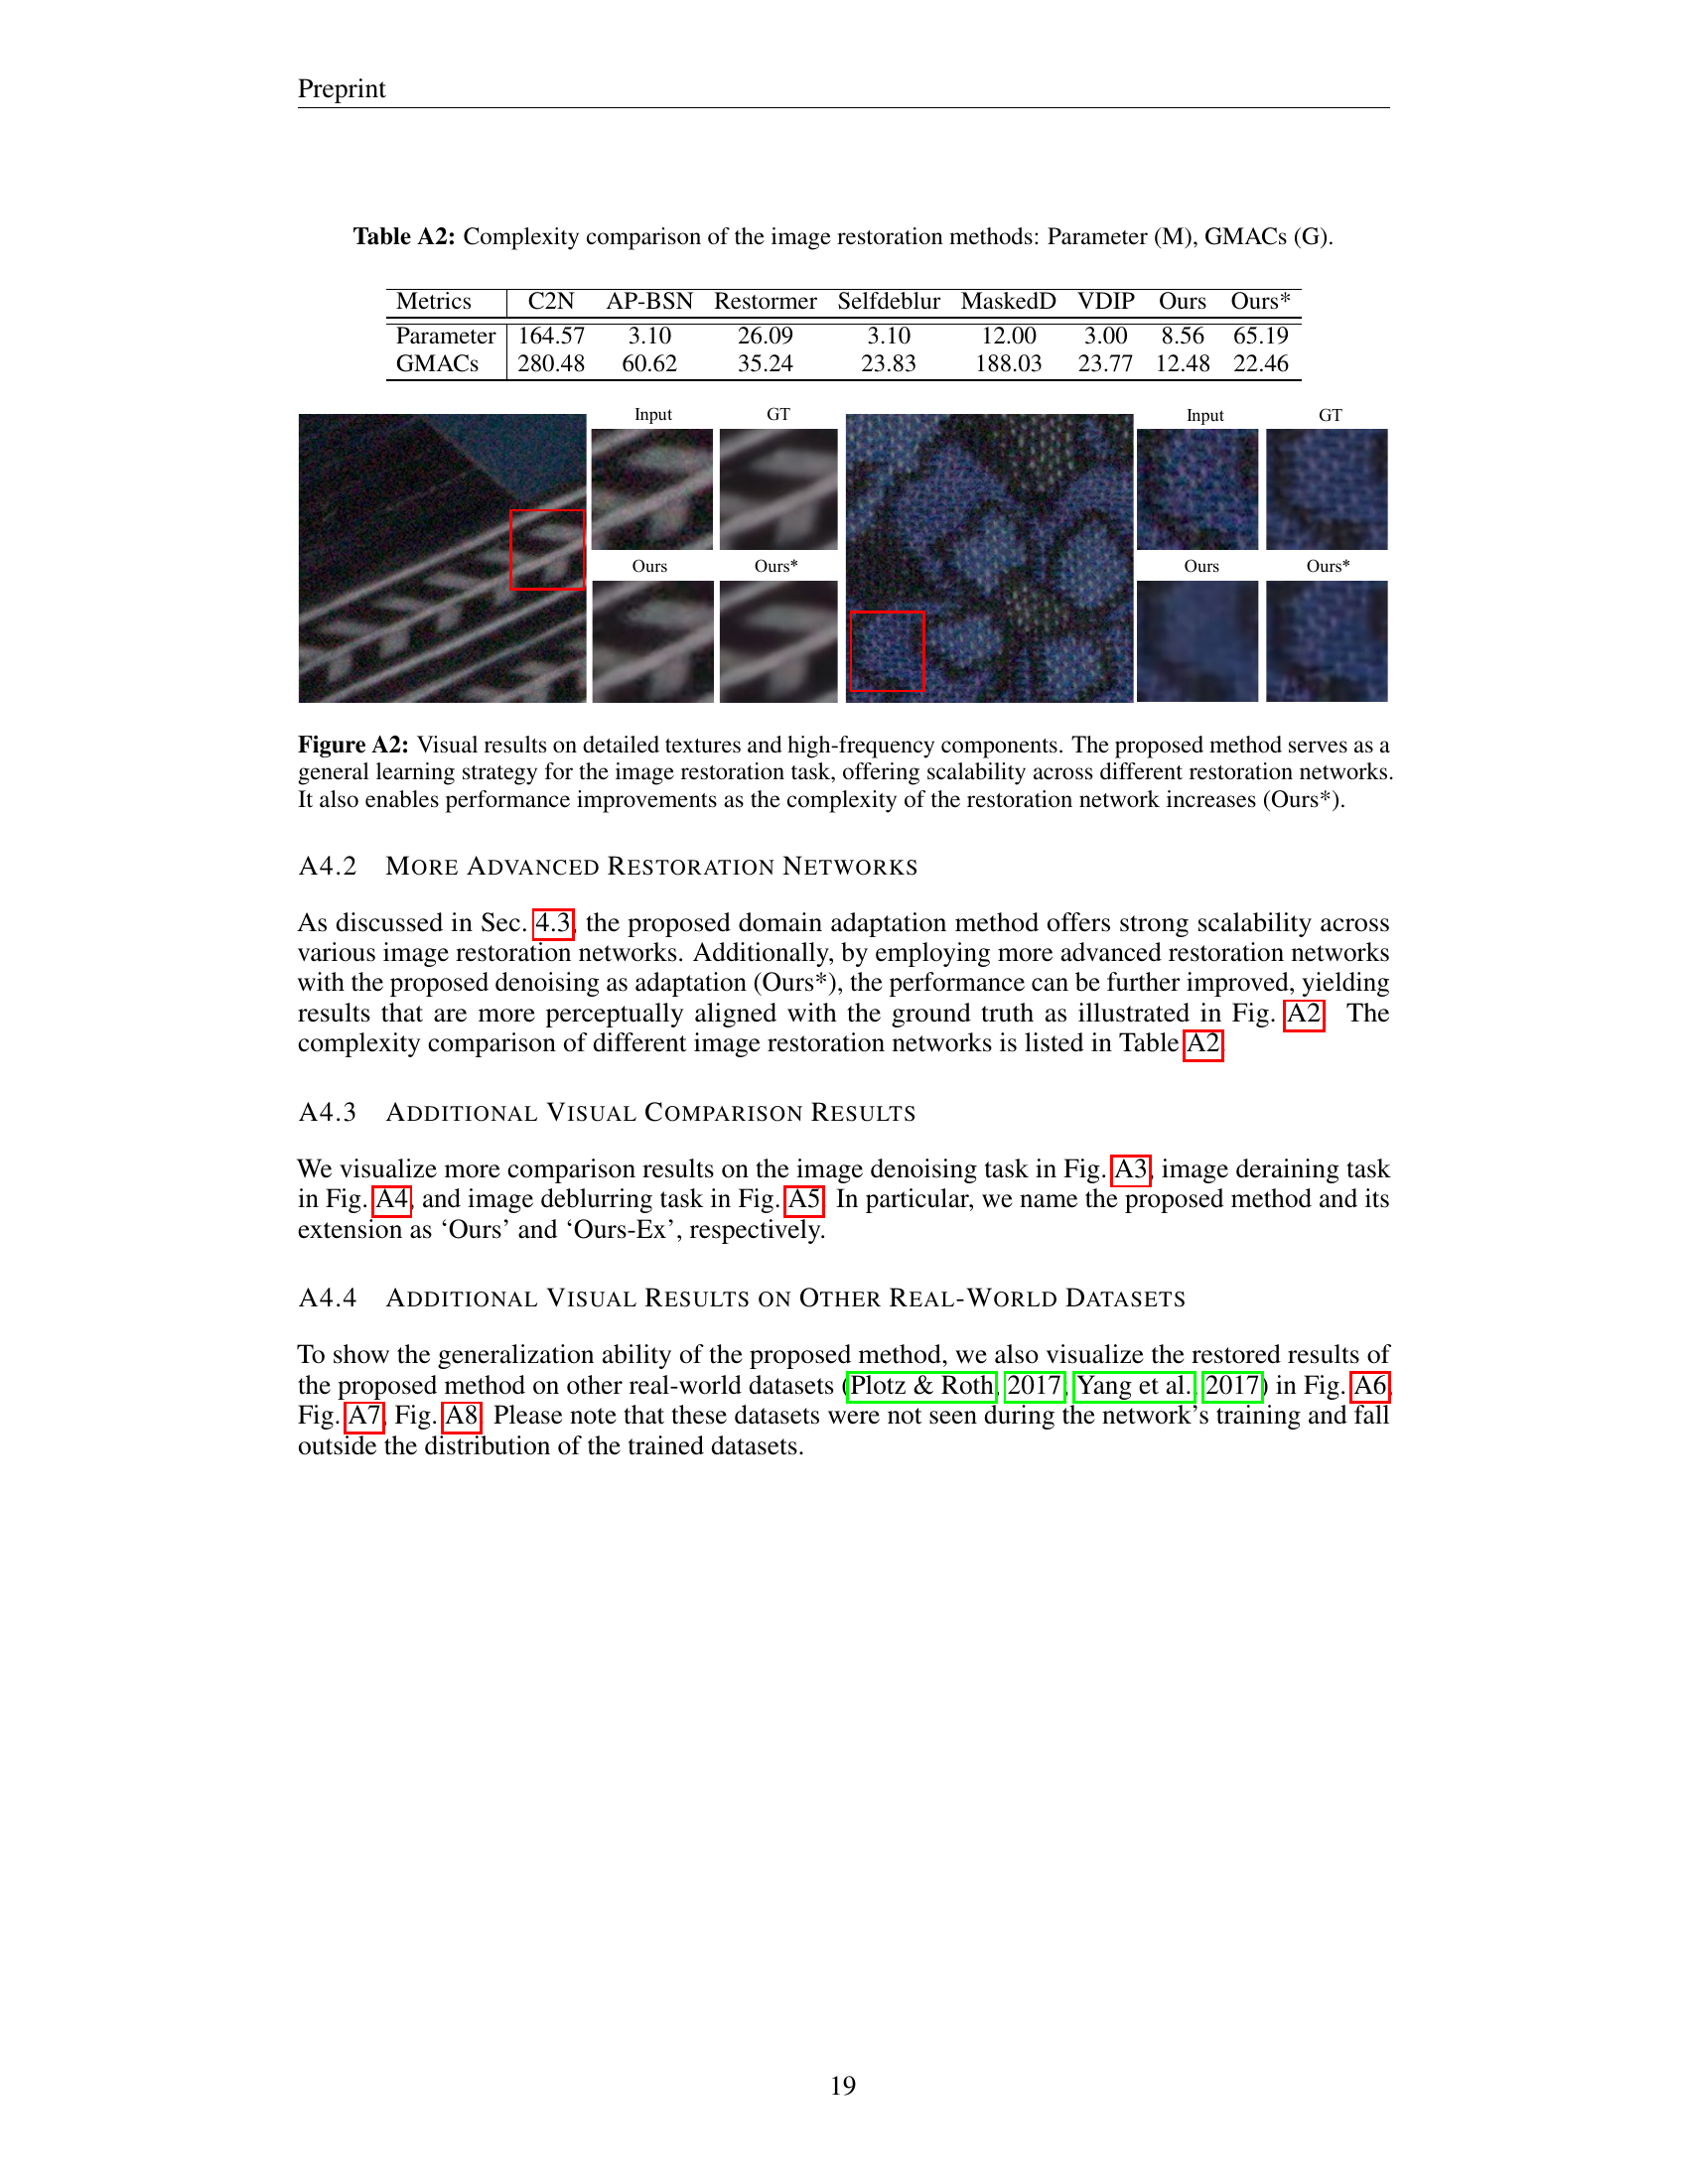 Preprint
Table A2: Complexity comparison of the image restoration methods: Parameter (M), GMACs (G).
Metrics C2N AP-BSN Restormer Selfdeblur MaskedD VDIP Ours Ours*
Parameter 164.57 3.10 26.09 3.10 12.00 3.00 8.56 65.19
GMACs 280.48 60.62 35.24 23.83 188.03 23.77 12.48 22.46
Input GT Input GT
Ours Ours* Ours Ours*
Figure A2: Visual results on detailed textures and high-frequency components. The proposed method serves as a
general learning strategy for the image restoration task, offering scalability across different restoration networks.
It also enables performance improvements as the complexity of the restoration network increases (Ours*).
A4.2 MORE ADVANCED RESTORATION NETWORKS
As discussed in Sec. 4.3, the proposed domain adaptation method offers strong scalability across
various image restoration networks. Additionally, by employing more advanced restoration networks
with the proposed denoising as adaptation (Ours*), the performance can be further improved, yielding
results that are more perceptually aligned with the ground truth as illustrated in Fig. A2. The
complexity comparison of different image restoration networks is listed in Table A2.
A4.3 ADDITIONAL VISUAL COMPARISON RESULTS
We visualize more comparison results on the image denoising task in Fig. A3, image deraining task
in Fig. A4, and image deblurring task in Fig. A5. In particular, we name the proposed method and its
extension as ‘Ours’ and ‘Ours-Ex’, respectively.
A4.4 ADDITIONAL VISUAL RESULTS ON OTHER REAL-WORLD DATASETS
To show the generalization ability of the proposed method, we also visualize the restored results of
the proposed method on other real-world datasets (Plotz & Roth, 2017; Yang et al., 2017) in Fig. A6,
Fig. A7, Fig. A8. Please note that these datasets were not seen during the network’s training and fall
outside the distribution of the trained datasets.
19